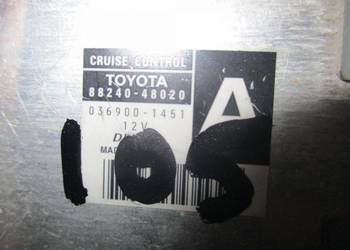 CRUISE CONTROL
TOYOTA
88240-48020
036900-1451
12V
A
105